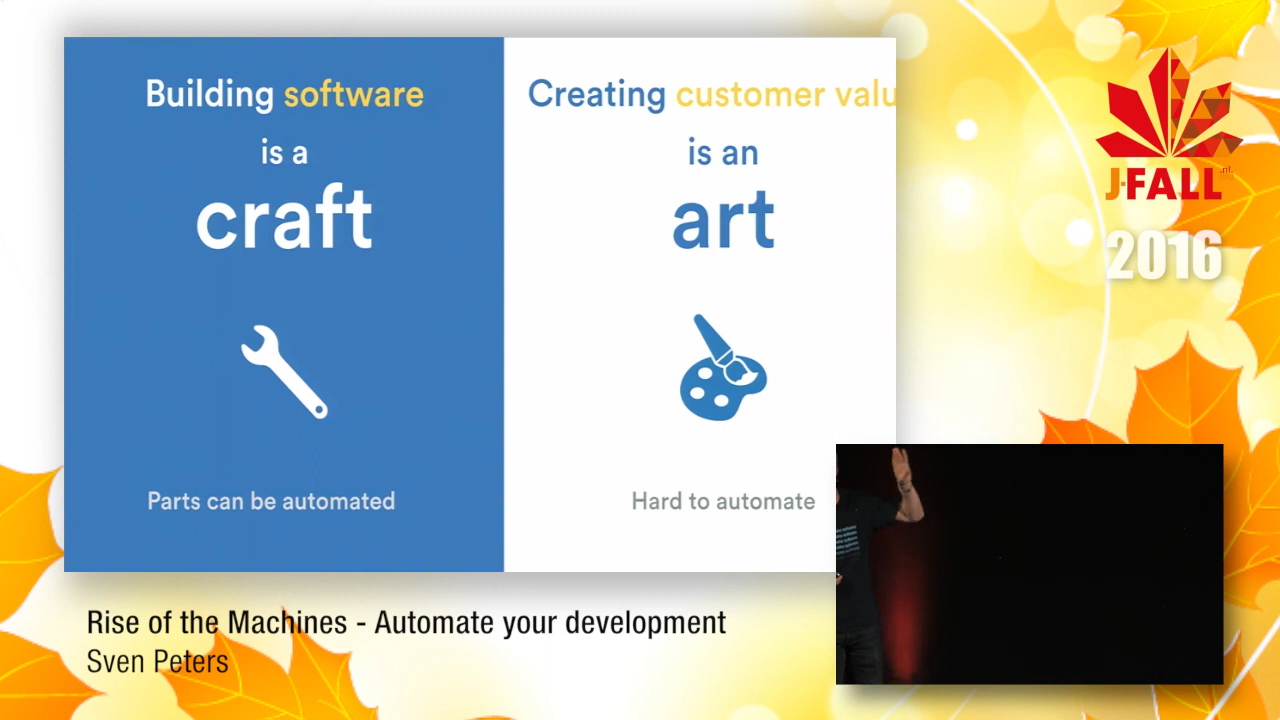 Building software
is a
craft
Parts can be automated
Creating customer valu
is an
art
Hard to automate
J-FALL
.nl
2016
Rise of the Machines - Automate your development
Sven Peters